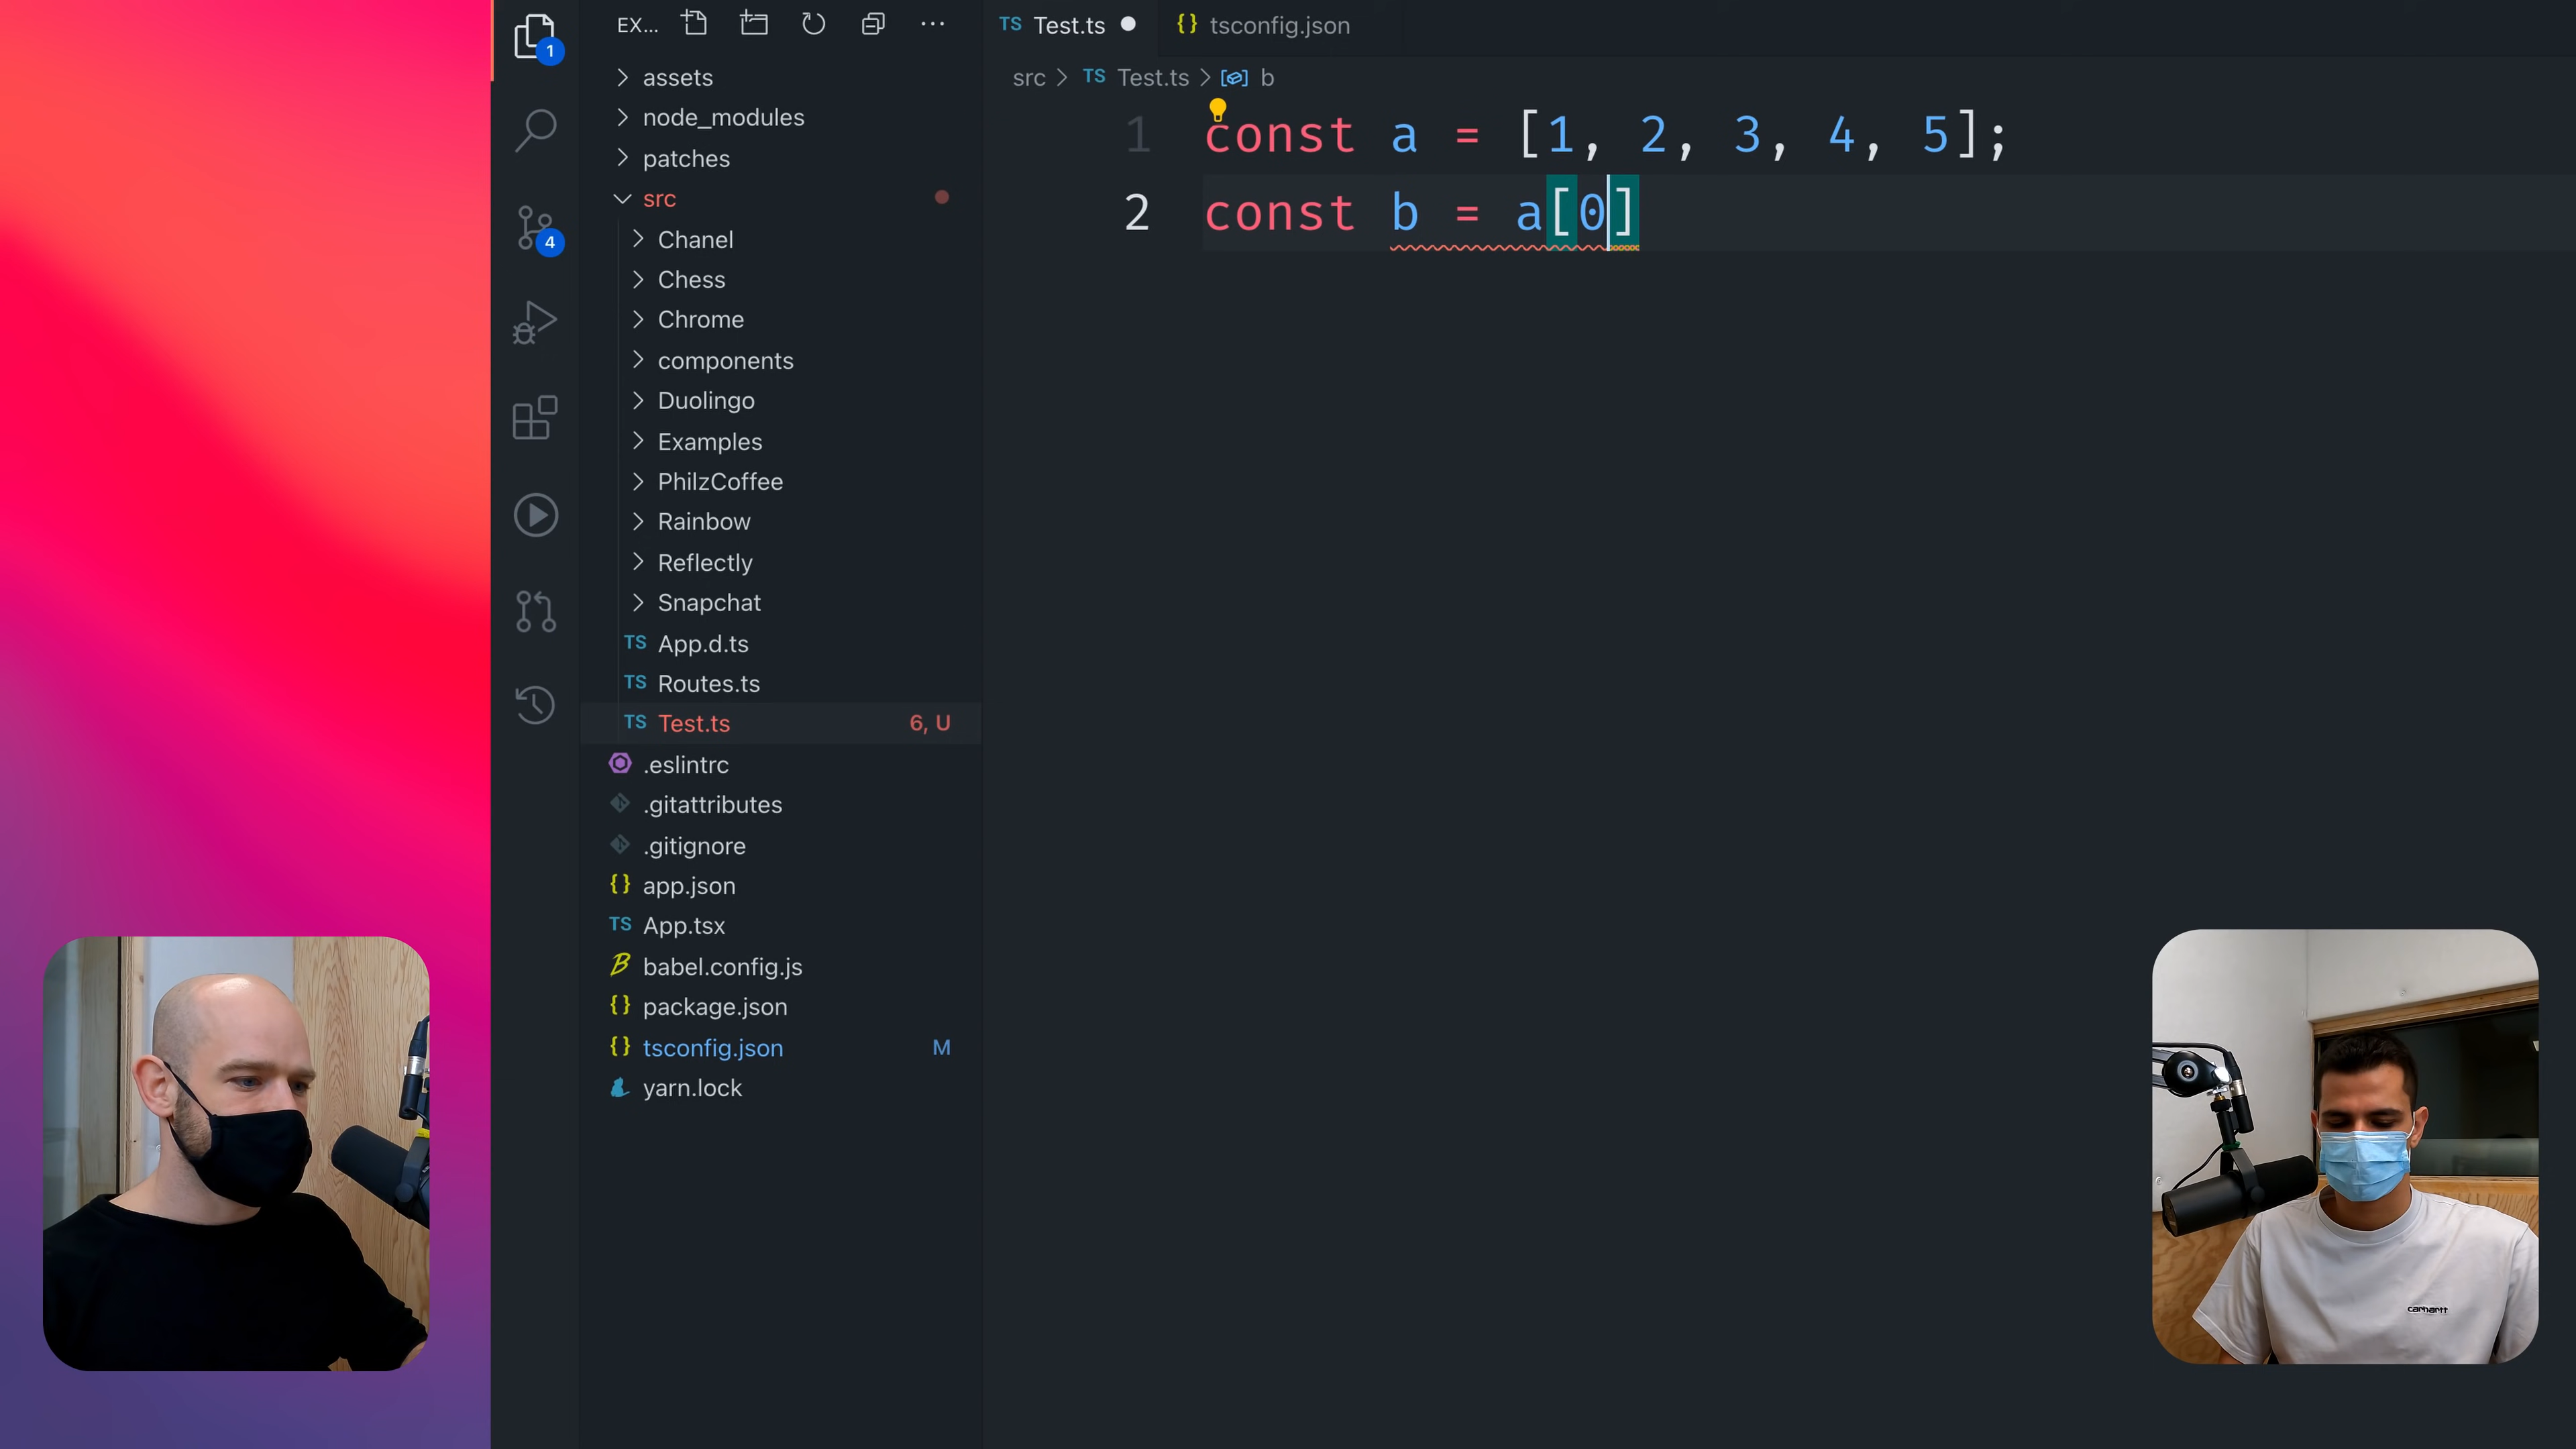 EX...
1
4
assets
node_modules
patches
src
Chanel
Chess
Chrome
components
Duolingo
Examples
PhilzCoffee
Rainbow
Reflectly
Snapchat
TS App.d.ts
TS Routes.ts
TS Test.ts 6, U
.eslintrc
.gitattributes
.gitignore
{} app.json
TS App.tsx
babel.config.js
{} package.json
{} tsconfig.json M
yarn.lock
TS Test.ts {} tsconfig.json
src > TS Test.ts > b
1 const a = [1, 2, 3, 4, 5];
2 const b = a[0]
carhartt